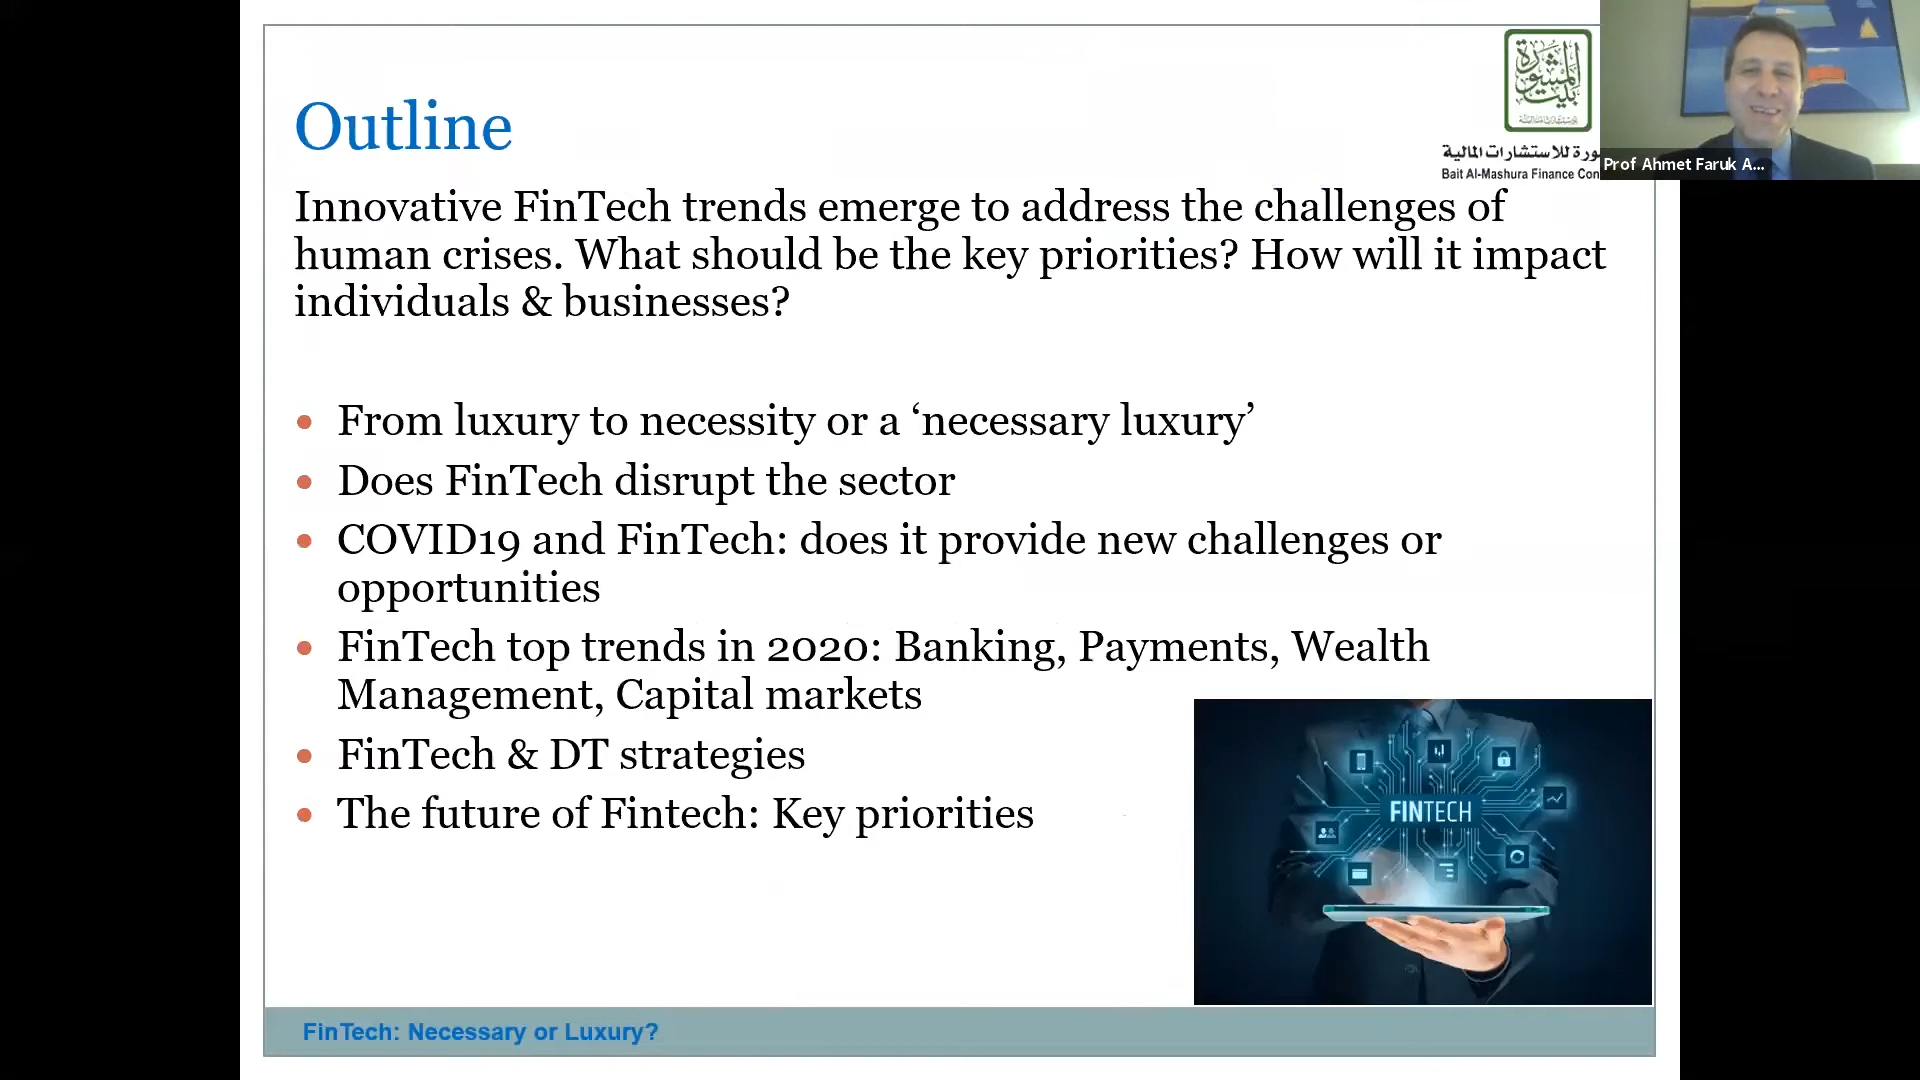 Outline
المشورة
بيت
ورة للاستشارات المالية
Bait Al-Mashura Finance Con
Prof Ahmet Faruk A...
Innovative FinTech trends emerge to address the challenges of
human crises. What should be the key priorities? How will it impact
individuals & businesses?
• From luxury to necessity or a ‘necessary luxury’
• Does FinTech disrupt the sector
• COVID19 and FinTech: does it provide new challenges or
opportunities
• FinTech top trends in 2020: Banking, Payments, Wealth
Management, Capital markets
• FinTech & DT strategies
• The future of Fintech: Key priorities
FINTECH
FinTech: Necessary or Luxury?